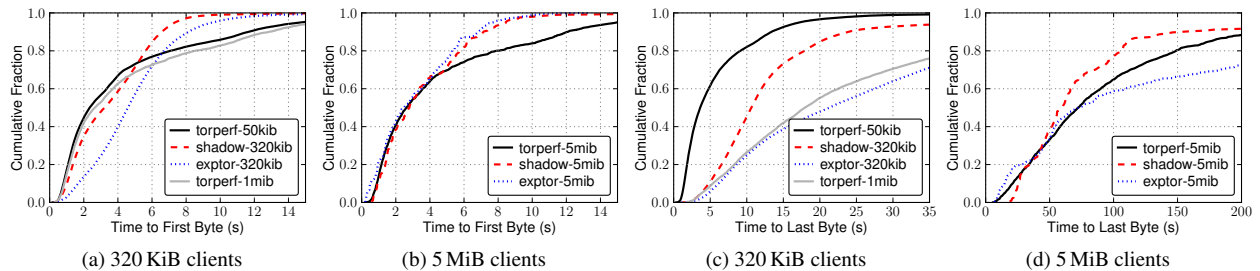 1.0
0.8
0.6
0.4
0.2
0.0
Cumulative Fraction
torperf-50kib
shadow-320kib
exptor-320kib
torperf-1mib
0 2 4 6 8 10 12 14
Time to First Byte (s)
(a) 320 KiB clients
1.0
0.8
0.6
0.4
0.2
0.0
Cumulative Fraction
torperf-5mib
shadow-5mib
exptor-5mib
0 2 4 6 8 10 12 14
Time to First Byte (s)
(b) 5 MiB clients
1.0
0.8
0.6
0.4
0.2
0.0
Cumulative Fraction
torperf-50kib
shadow-320kib
exptor-320kib
torperf-1mib
0 5 10 15 20 25 30 35
Time to Last Byte (s)
(c) 320 KiB clients
1.0
0.8
0.6
0.4
0.2
0.0
Cumulative Fraction
torperf-5mib
shadow-5mib
exptor-5mib
0 50 100 150 200
Time to Last Byte (s)
(d) 5 MiB clients